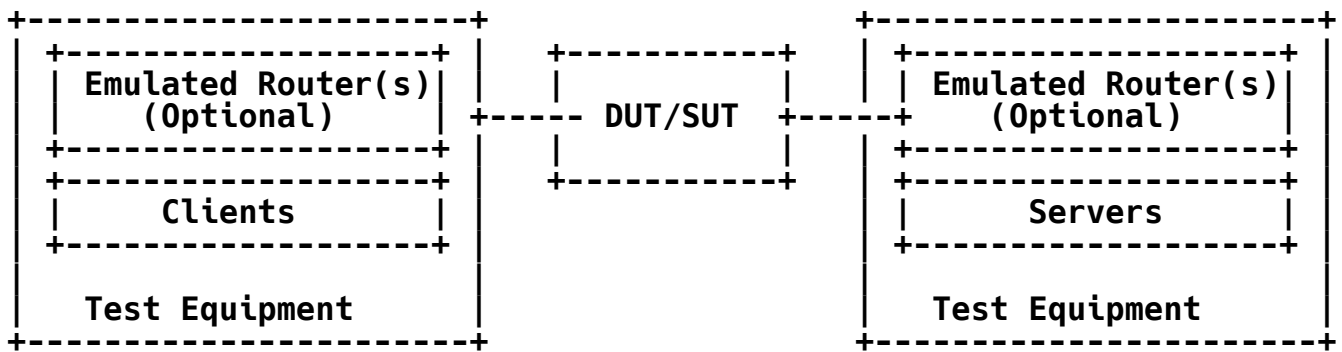 Emulated Router(s) Emulated Router(s)
(Optional) DUT/SUT (Optional)
Clients Servers
Test Equipment Test Equipment